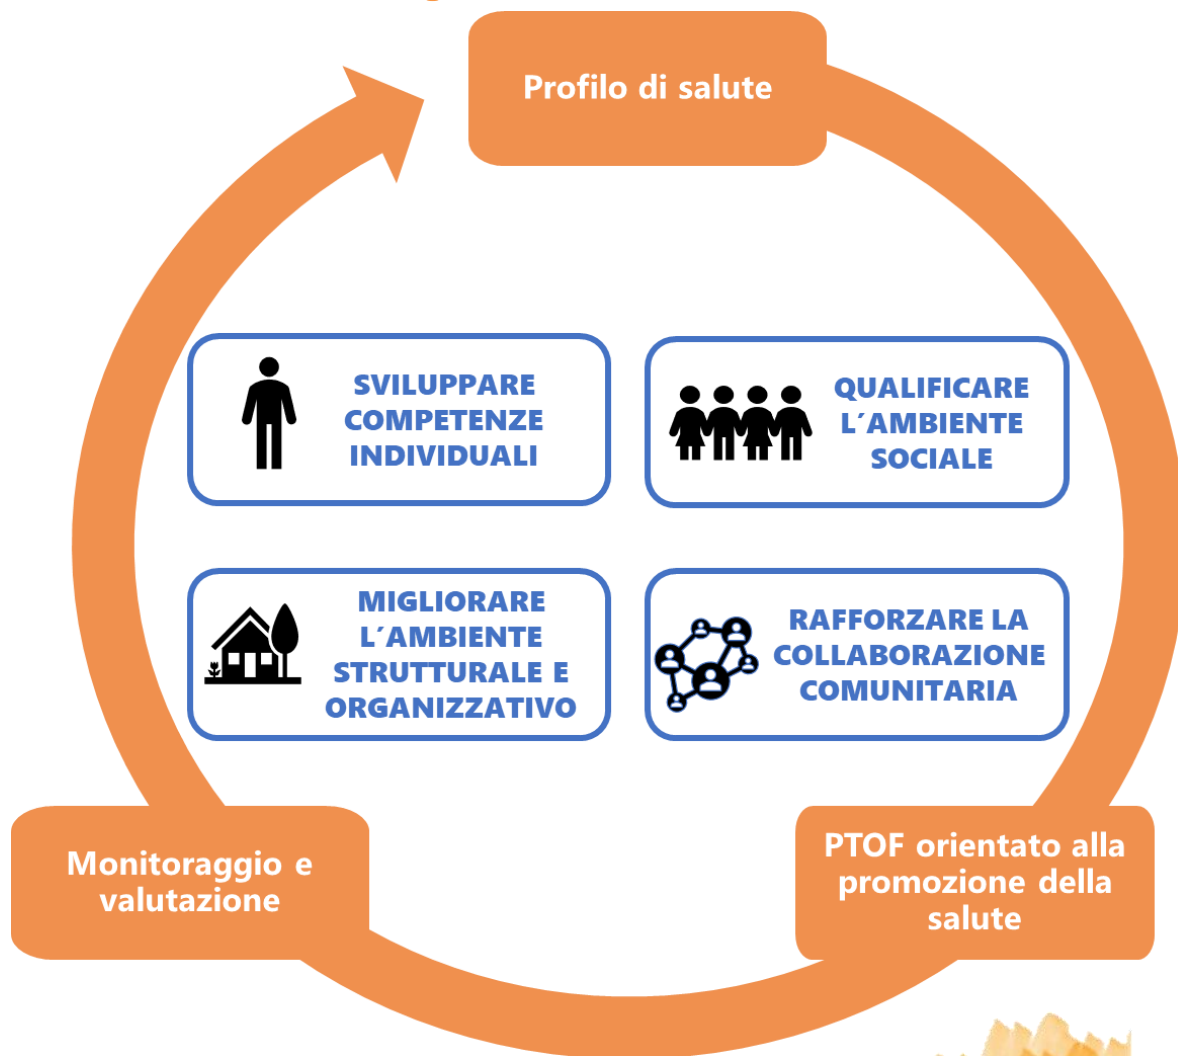 Profilo di salute
SVILUPPARE
COMPETENZE
INDIVIDUALI
QUALIFICARE
L´AMBIENTE
SOCIALE
MIGLIORARE
L´AMBIENTE
STRUTTURALE E
ORGANIZZATIVO
RAFFORZARE LA
COLLABORAZIONE
COMUNITARIA
Monitoraggio e
valutazione
PTOF orientato alla
promozione della
salute